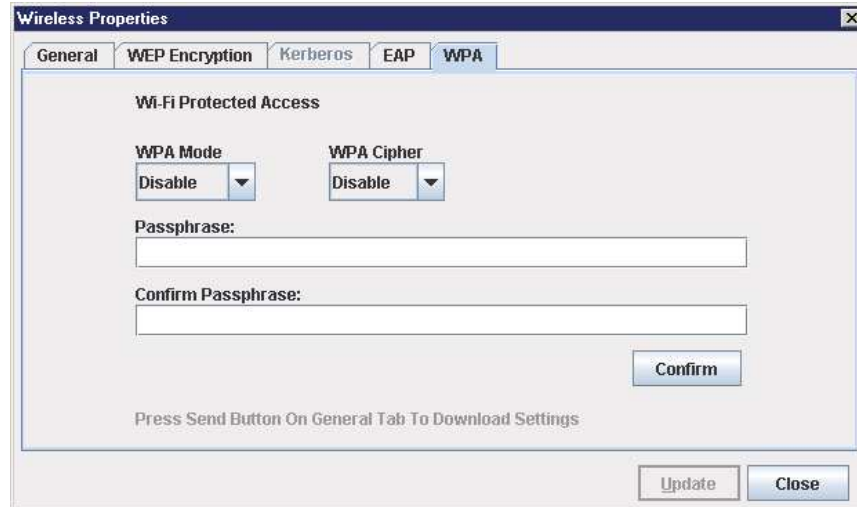 Wireless Properties
General WEP Encryption Kerberos EAP WPA
Wi-Fi Protected Access
WPA Mode WPA Cipher
Disable Disable
Passphrase:
Confirm Passphrase:
Confirm
Press Send Button On General Tab To Download Settings
Update Close